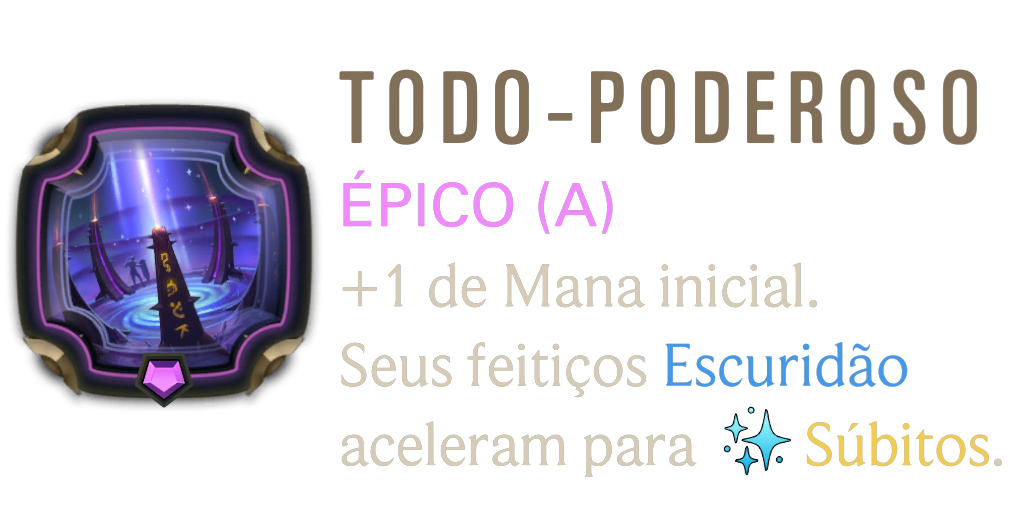 TODO-PODEROSO
ÉPICO (A)
+1 de Mana inicial.
Seus feitiços Escuridão
aceleram para Súbitos.